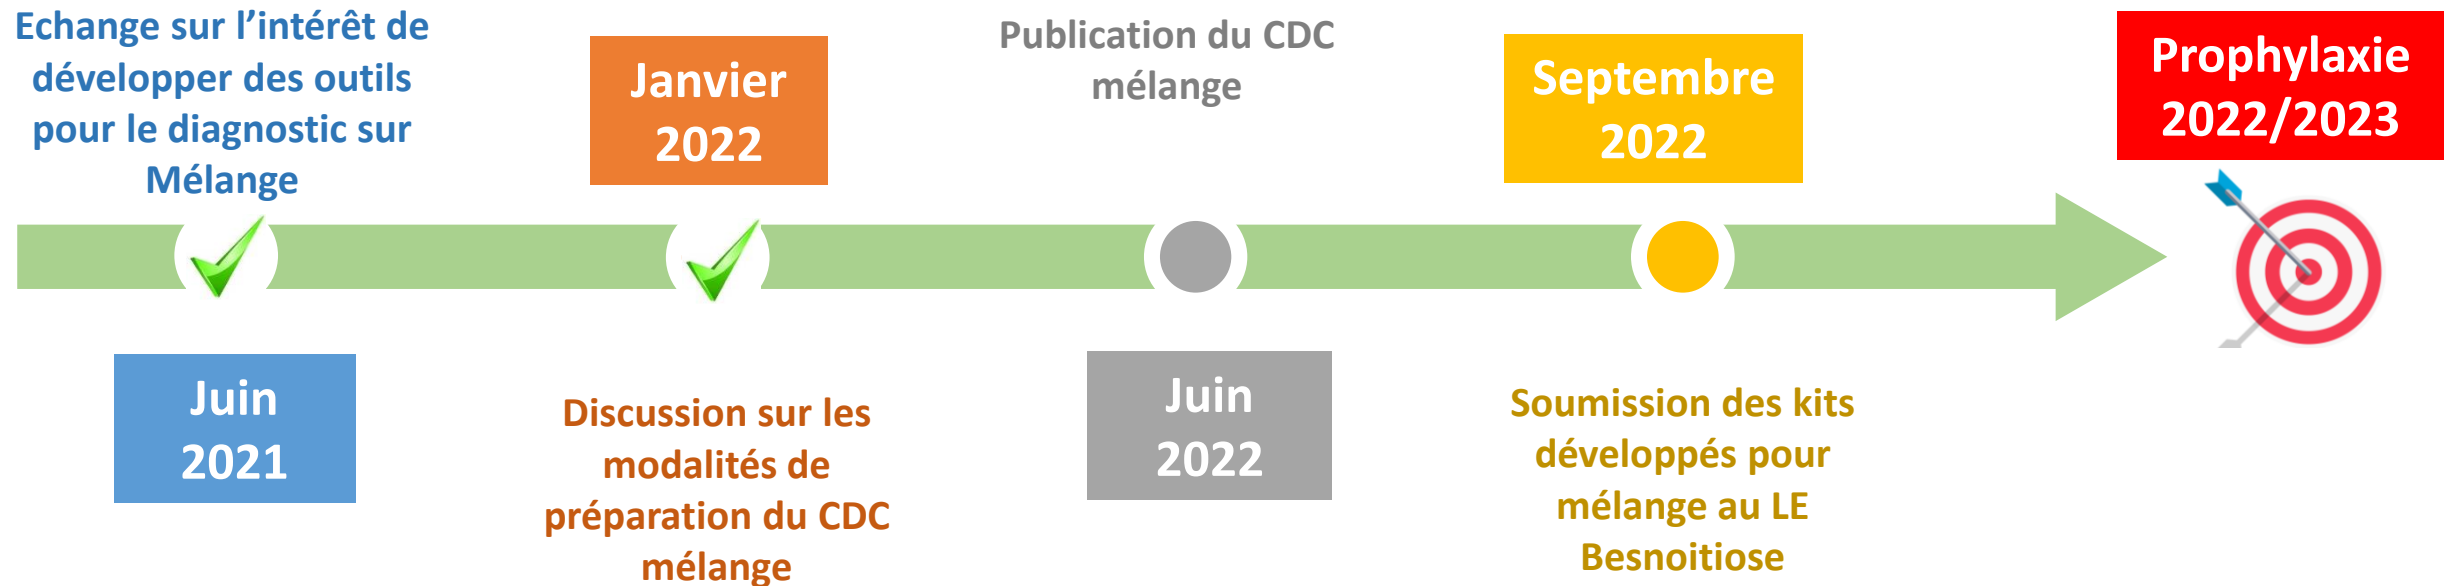 Echange sur l’intérêt de
développer des outils
pour le diagnostic sur
Mélange
Juin
2021
Janvier
2022
Discussion sur les
modalités de
préparation du CDC
mélange
Publication du CDC
mélange
Juin
2022
Septembre
2022
Soumission des kits
développés pour
mélange au LE
Besnoitiose
Prophylaxie
2022/2023